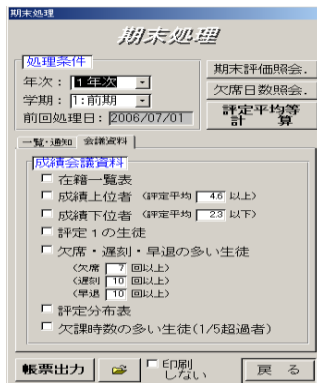 期末処理
期末処理
処理条件
年次： 1年次
学期： 1:前期
前回処理日： 2006/07/01
期末評価照会.
欠席日数照会.
評定平均等
計　算
一覧･通知　会議資料
成績会議資料
在籍一覧表
成績上位者 （評定平均 4.6 以上）
成績下位者 （評定平均 2.3 以下）
評定１の生徒
欠席・遅刻・早退の多い生徒
（欠席 7 回以上）
（遅刻 10 回以上）
（早退 10 回以上）
評定分布表
欠課時数の多い生徒(1/5超過者)
帳票出力
印刷
しない
戻　る